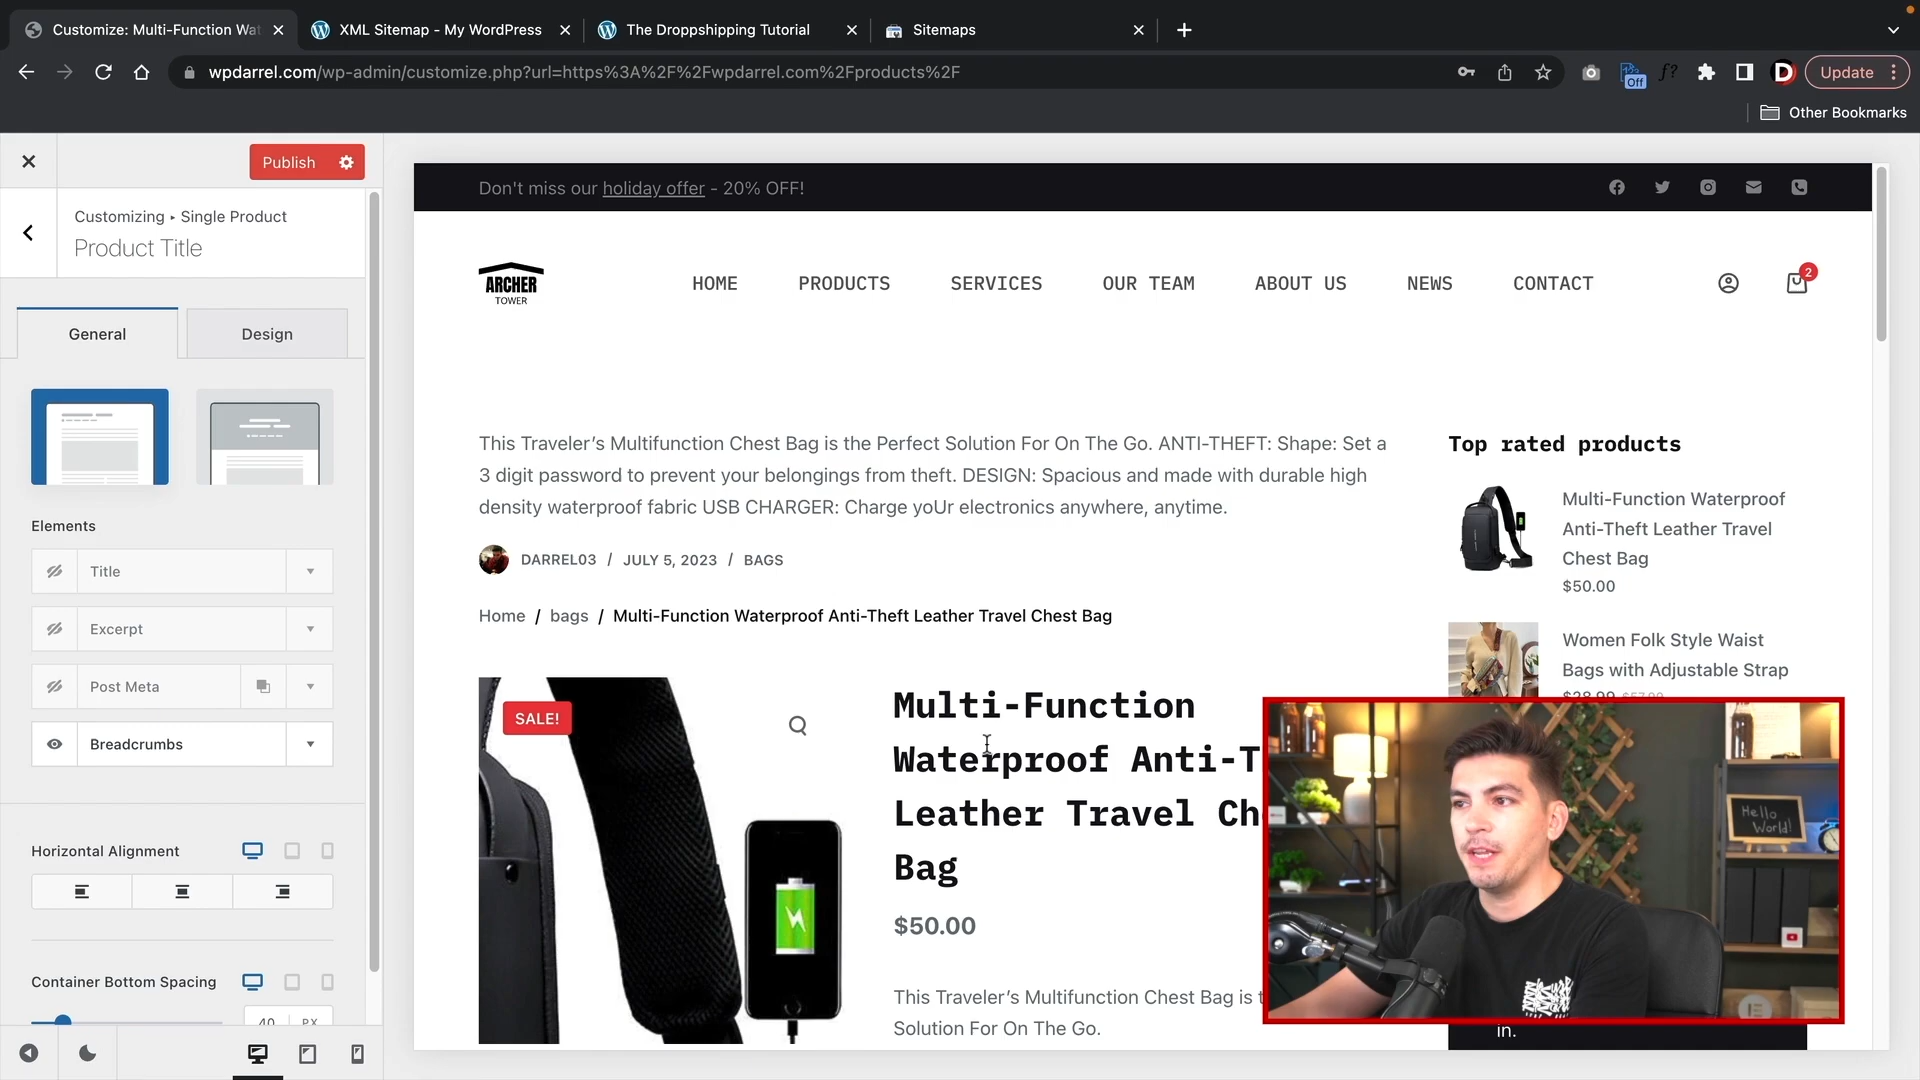 Customize: Multi-Function Wat
XML Sitemap - My WordPress
The Droppshipping Tutorial
Sitemaps
wpdarrel.com/wp-admin/customize.php?url=https%3A%2F%2Fwpdarrel.com%2Fproducts%2F
Off
f?
D
Update
Other Bookmarks
Publish
Customizing ▸ Single Product
Product Title
General
Design
Elements
Title
Excerpt
Post Meta
Breadcrumbs
Horizontal Alignment
Container Bottom Spacing
40 PX
Don't miss our holiday offer - 20% OFF!
ARCHER
TOWER
HOME
PRODUCTS
SERVICES
OUR TEAM
ABOUT US
NEWS
CONTACT
2
This Traveler’s Multifunction Chest Bag is the Perfect Solution For On The Go. ANTI-THEFT: Shape: Set a
3 digit password to prevent your belongings from theft. DESIGN: Spacious and made with durable high
density waterproof fabric USB CHARGER: Charge yoUr electronics anywhere, anytime.
DARREL03 / JULY 5, 2023 / BAGS
Home / bags / Multi-Function Waterproof Anti-Theft Leather Travel Chest Bag
SALE!
Multi-Function
Waterproof Anti-T
Leather Travel Ch
Bag
$50.00
This Traveler’s Multifunction Chest Bag is t
Solution For On The Go.
Top rated products
Multi-Function Waterproof
Anti-Theft Leather Travel
Chest Bag
$50.00
Women Folk Style Waist
Bags with Adjustable Strap
$28.99 $57.99
Hello
World!
in.